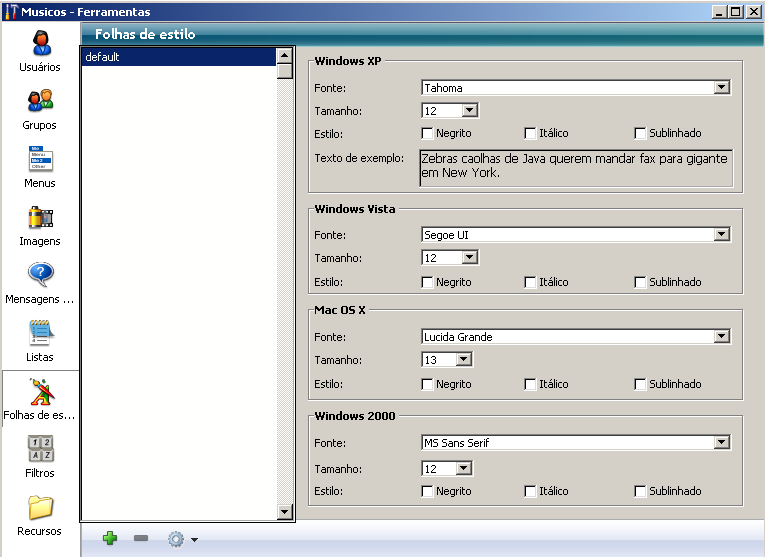 Musicos - Ferramentas
Folhas de estilo
Usuários
Grupos
Menus
Imagens
Mensagens ...
Listas
Folhas de es...
Filtros
Recursos
default
Windows XP
Fonte: Tahoma
Tamanho: 12
Estilo: Negrito Itálico Sublinhado
Texto de exemplo: Zebras caolhas de Java querem mandar fax para gigante
em New York.
Windows Vista
Fonte: Segoe UI
Tamanho: 12
Estilo: Negrito Itálico Sublinhado
Mac OS X
Fonte: Lucida Grande
Tamanho: 13
Estilo: Negrito Itálico Sublinhado
Windows 2000
Fonte: MS Sans Serif
Tamanho: 12
Estilo: Negrito Itálico Sublinhado